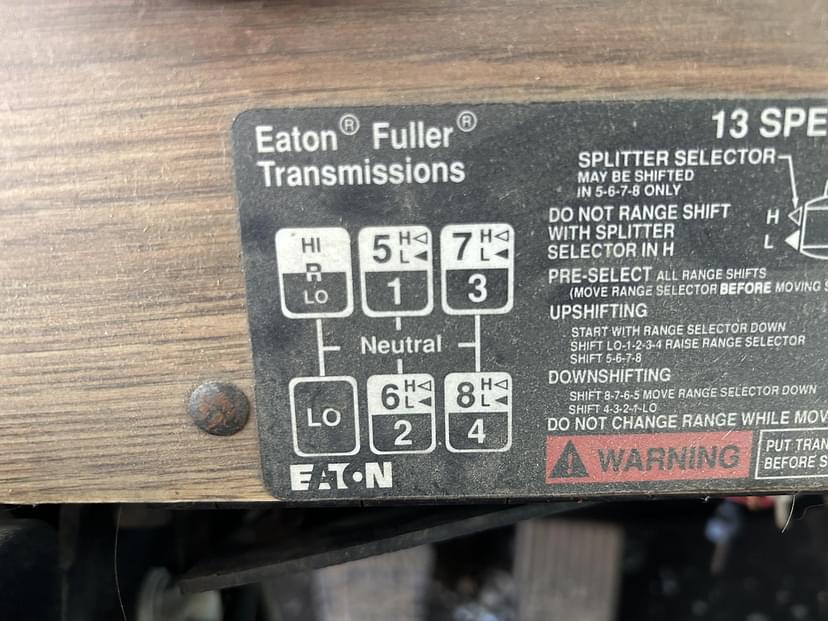 Eaton® Fuller®
Transmissions
HI
R
LO
5 H
L
1
7 H
L
3
Neutral
LO
6 H
L
2
8 H
L
4
EATON
13 SPE
SPLITTER SELECTOR
MAY BE SHIFTED
IN 5-6-7-8 ONLY
H
L
DO NOT RANGE SHIFT
WITH SPLITTER
SELECTOR IN H
PRE-SELECT ALL RANGE SHIFTS
(MOVE RANGE SELECTOR BEFORE MOVING S
UPSHIFTING
START WITH RANGE SELECTOR DOWN
SHIFT LO-1-2-3-4 RAISE RANGE SELECTOR
SHIFT 5-6-7-8
DOWNSHIFTING
SHIFT 8-7-6-5 MOVE RANGE SELECTOR DOWN
SHIFT 4-3-2-1-LO
DO NOT CHANGE RANGE WHILE MOV
WARNING
PUT TRAN
BEFORE S